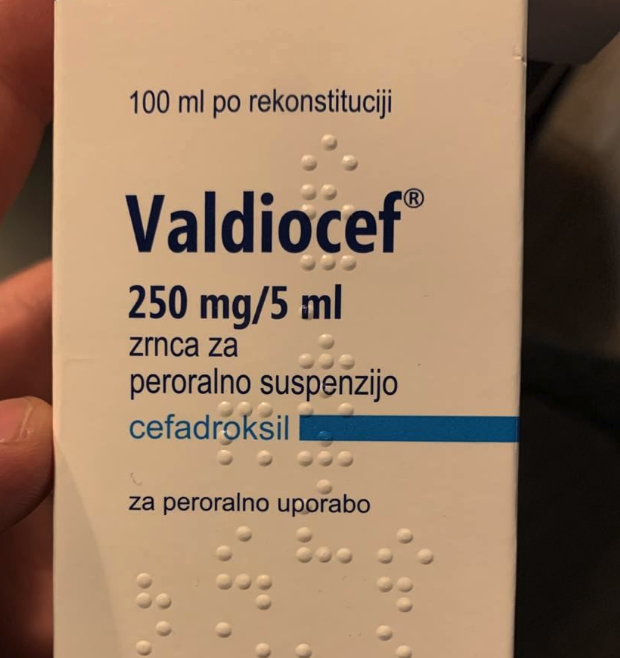 100 ml po rekonstituciji
Valdiocef®
250 mg/5 ml
zrnca za
peroralno suspenzijo
cefadroksil
za peroralno uporabo